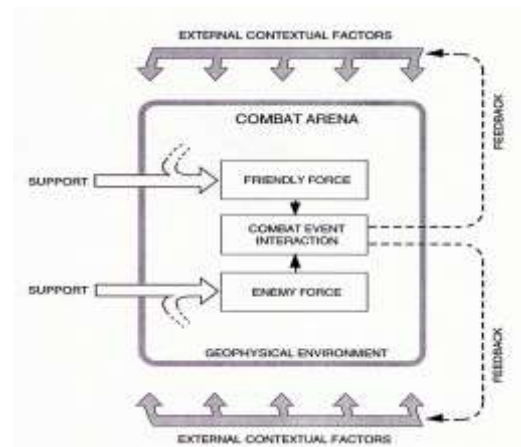 EXTERNAL CONTEXTUAL FACTORS
COMBAT ARENA
FEEDBACK
SUPPORT
FRIENDLY FORCE
COMBAT EVENT
INTERACTION
SUPPORT
ENEMY FORCE
GEOPHYSICAL ENVIRONMENT
FEEDBACK
EXTERNAL CONTEXTUAL FACTORS